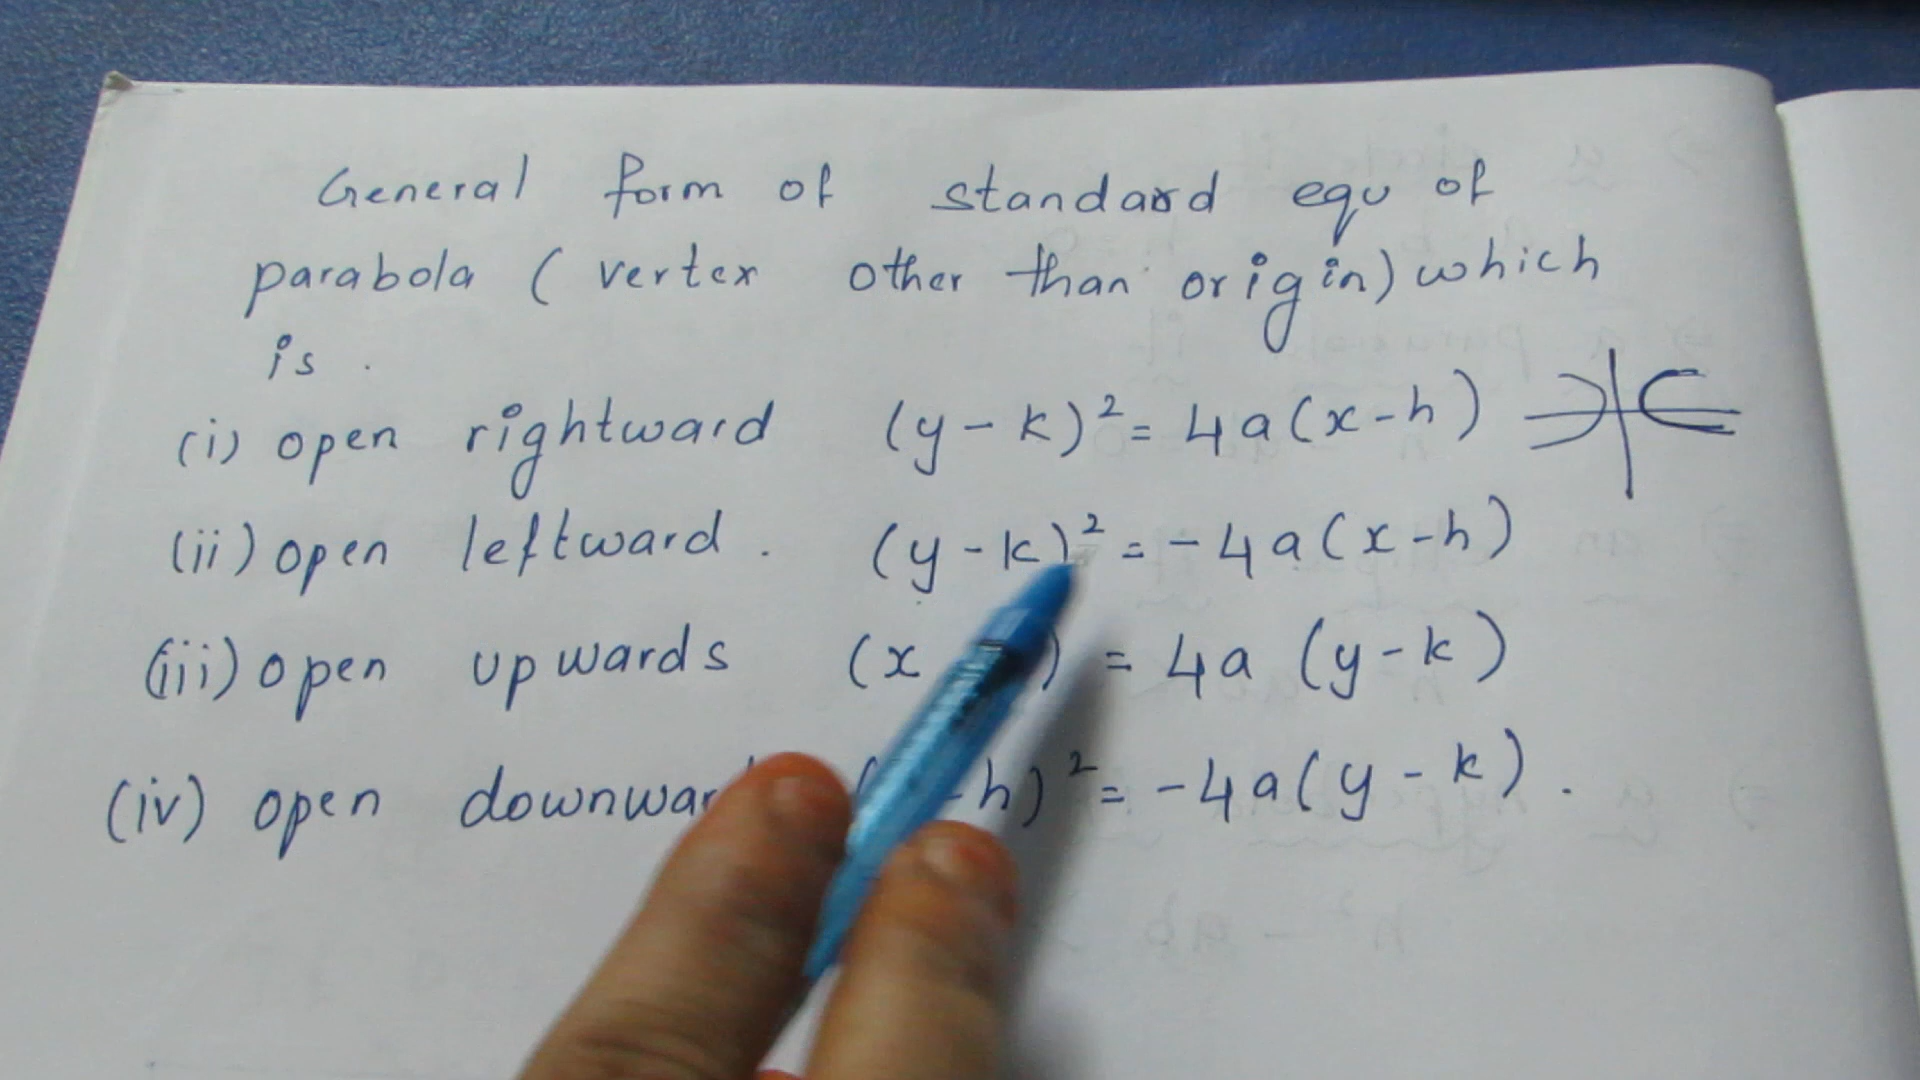 General form of standard equ of
parabola ( vertex other than origin) which
is .
(i) open rightward (y - k)² = 4a(x-h)
(ii) open leftward . (y - k)² = -4a(x-h)
(iii) open upwards (x ) = 4a (y-k)
(iv) open -h)² = -4a(y - k) .